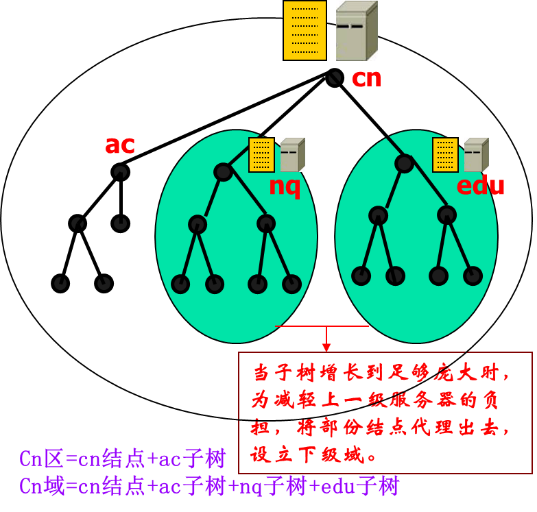 cn
ac
nq
edu
当子树增长到足够庞大时，
为减轻上一级服务器的负
担，将部份结点代理出去，
设立下级域。
Cn区=cn结点+ac子树
Cn域=cn结点+ac子树+nq子树+edu子树